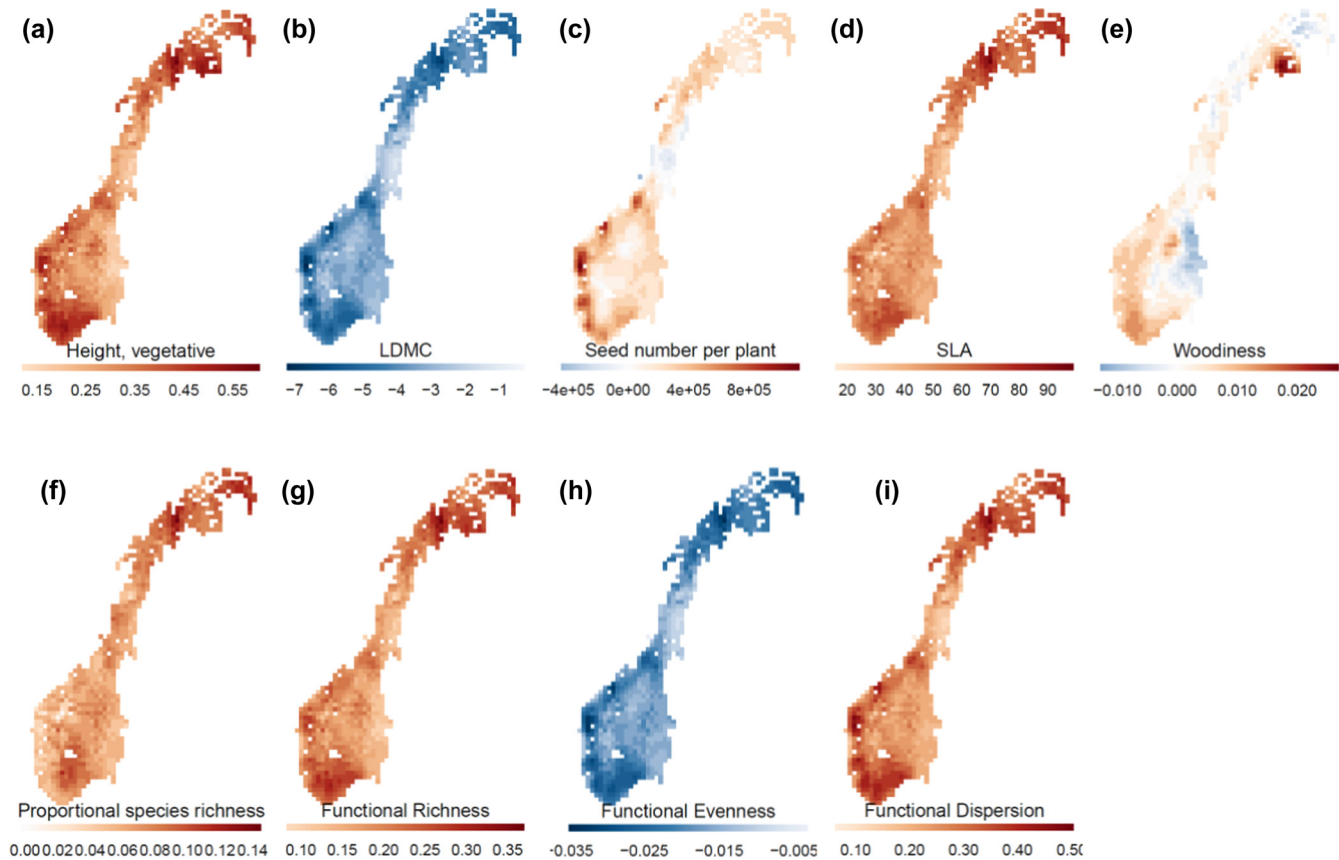 (a) (b) (c) (d) (e)
Height, vegetative LDMC Seed number per plant SLA Woodiness
0.15 0.25 0.35 0.45 0.55 −7 −6 −5 −4 −3 −2 −1 −4e+05 0e+00 4e+05 8e+05 20 30 40 50 60 70 80 90 −0.010 0.000 0.010 0.020
(f) (g) (h) (i)
Proportional species richness Functional Richness Functional Evenness Functional Dispersion
0.00 0.02 0.04 0.06 0.08 0.10 0.12 0.14 0.10 0.15 0.20 0.25 0.30 0.35 -0.035 −0.025 −0.015 −0.005 0.10 0.20 0.30 0.40 0.50